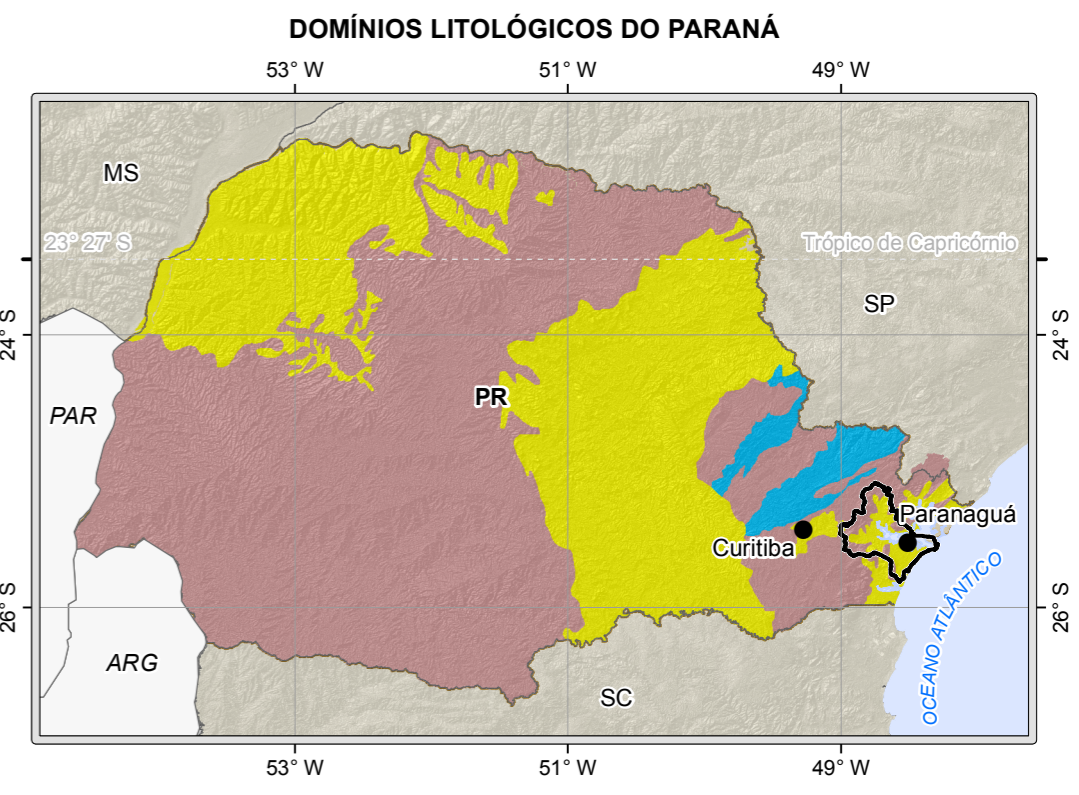 DOMÍNIOS LITOLÓGICOS DO PARANÁ
53° W
51° W
49° W
MS
23° 27' S
Trópico de Capricórnio
SP
24° S
24° S
PR
PAR
Paranaguá
Curitiba
OCEANO ATLÂNTICO
26° S
26° S
ARG
SC
53° W
51° W
49° W